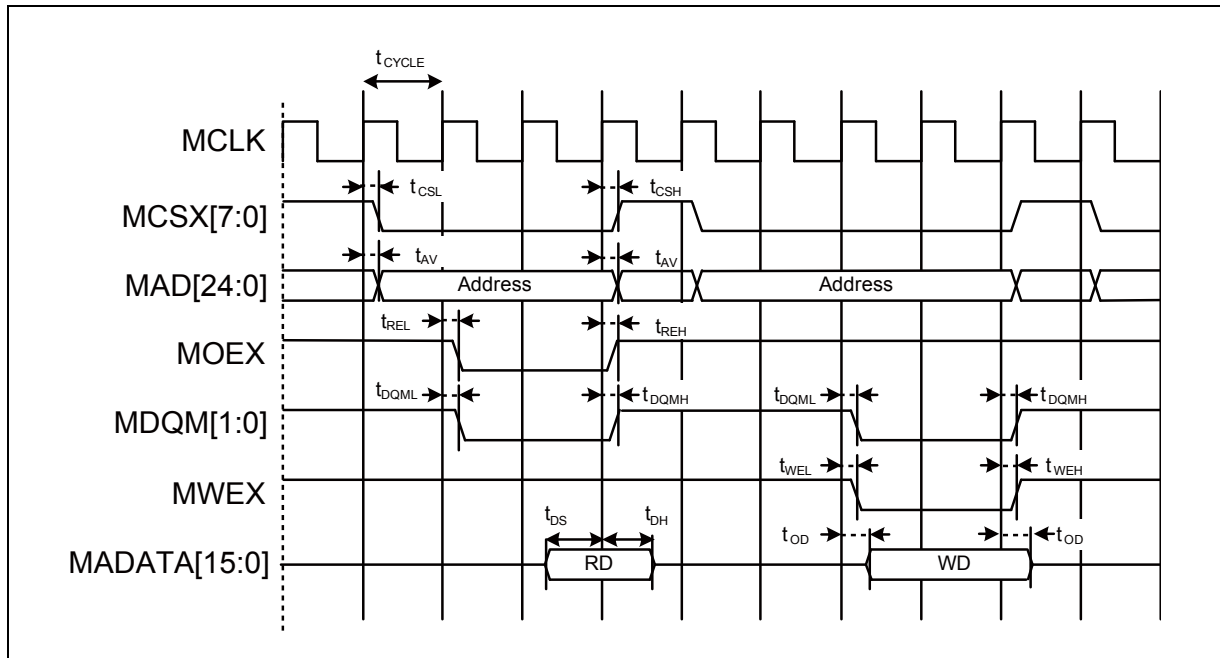 tCYCLE
MCLK
tCSL tCSH
MCSX[7:0]
tAV tAV
MAD[24:0] Address Address
tREL tREH
MOEX
tDQML tDQMH tDQML tDQMH
MDQM[1:0]
tWEL tWEH
MWEX
tDS tDH tOD tOD
MADATA[15:0] RD WD